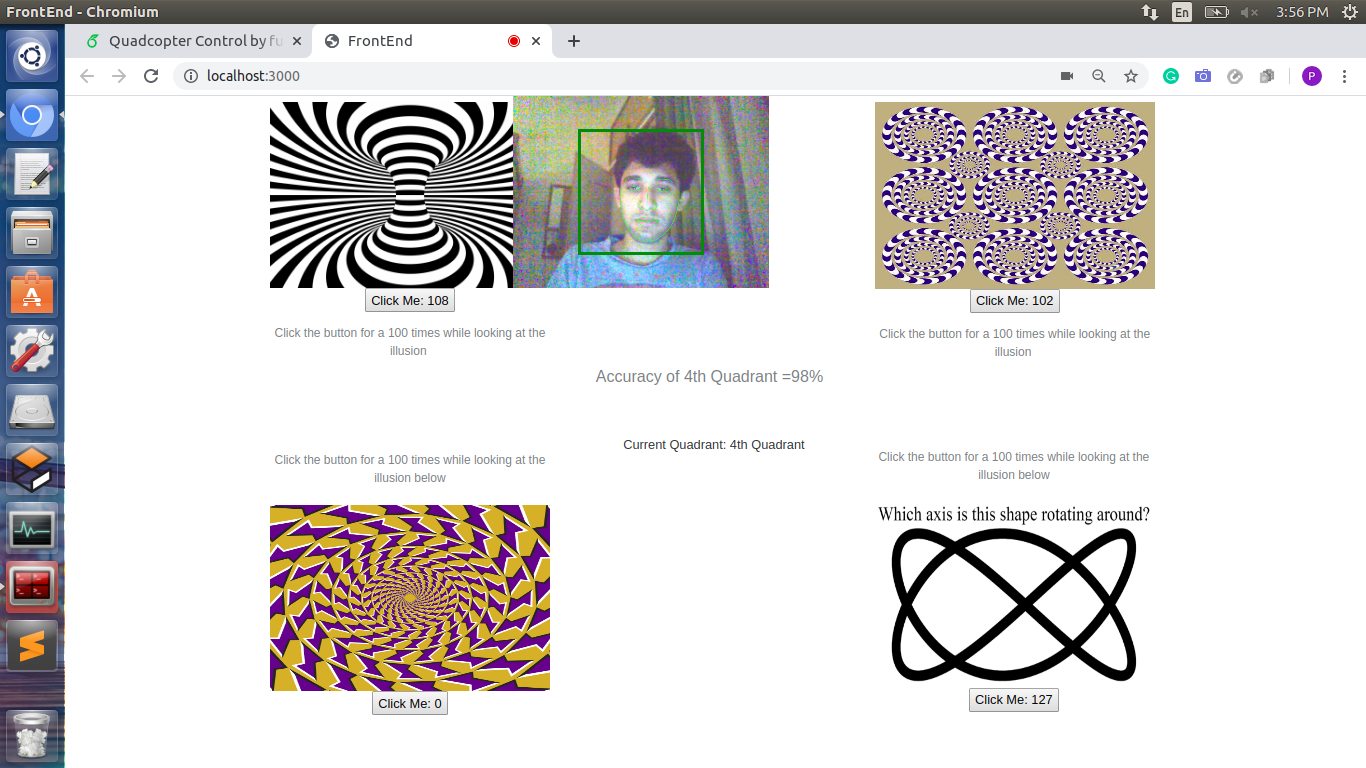 FrontEnd - Chromium
En
3:56 PM
Quadcopter Control by fu
FrontEnd
localhost:3000
P
Click Me: 108
Click Me: 102
Click the button for a 100 times while looking at the
illusion
Click the button for a 100 times while looking at the
illusion
Accuracy of 4th Quadrant =98%
Current Quadrant: 4th Quadrant
Click the button for a 100 times while looking at the
illusion below
Click the button for a 100 times while looking at the
illusion below
Which axis is this shape rotating around?
Click Me: 0
Click Me: 127